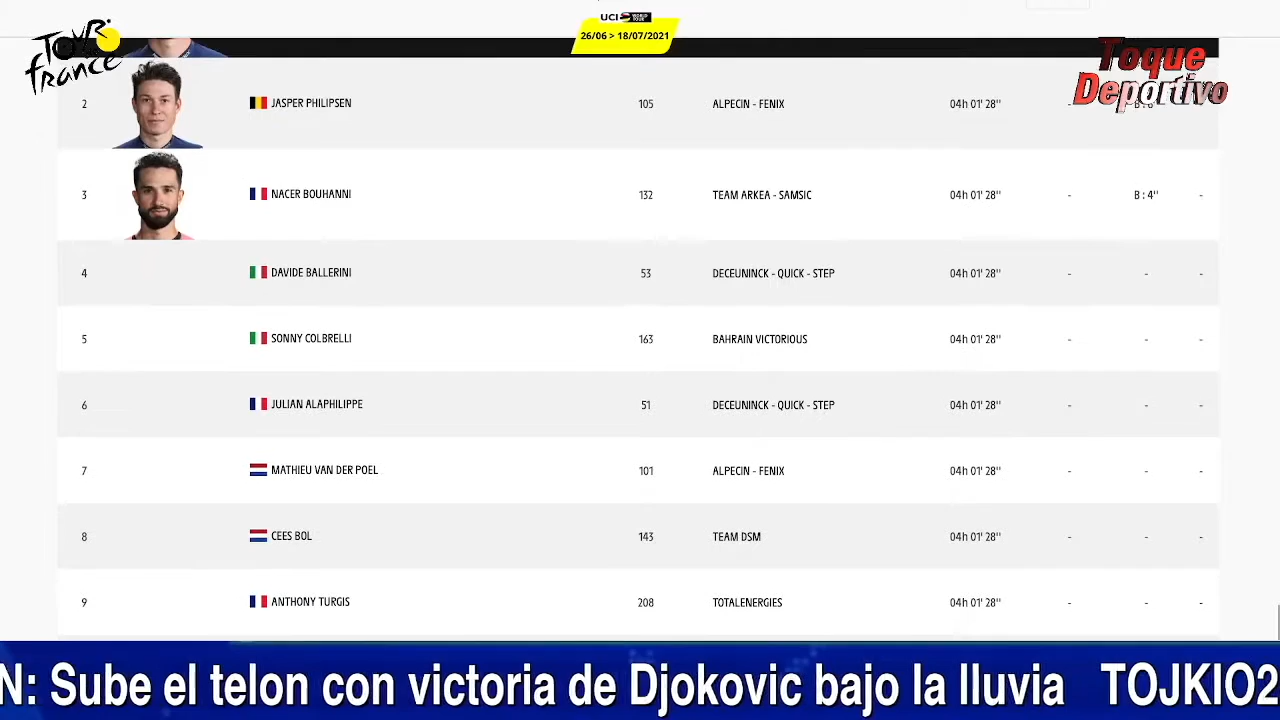 UCI WORLD TOUR
26/06 > 18/07/2021
TOUR
france
Toque
Deportivo
2 JASPER PHILIPSEN 105 ALPECIN - FENIX 04h 01' 28'' -
3 NACER BOUHANNI 132 TEAM ARKEA - SAMSIC 04h 01' 28'' - B : 4'' -
4 DAVIDE BALLERINI 53 DECEUNINCK - QUICK - STEP 04h 01' 28'' - - -
5 SONNY COLBRELLI 163 BAHRAIN VICTORIOUS 04h 01' 28'' - - -
6 JULIAN ALAPHILIPPE 51 DECEUNINCK - QUICK - STEP 04h 01' 28'' - - -
7 MATHIEU VAN DER POEL 101 ALPECIN - FENIX 04h 01' 28'' - - -
8 CEES BOL 143 TEAM DSM 04h 01' 28'' - - -
9 ANTHONY TURGIS 208 TOTALENERGIES 04h 01' 28'' - - -
N: Sube el telon con victoria de Djokovic bajo la lluvia TOJKIO2